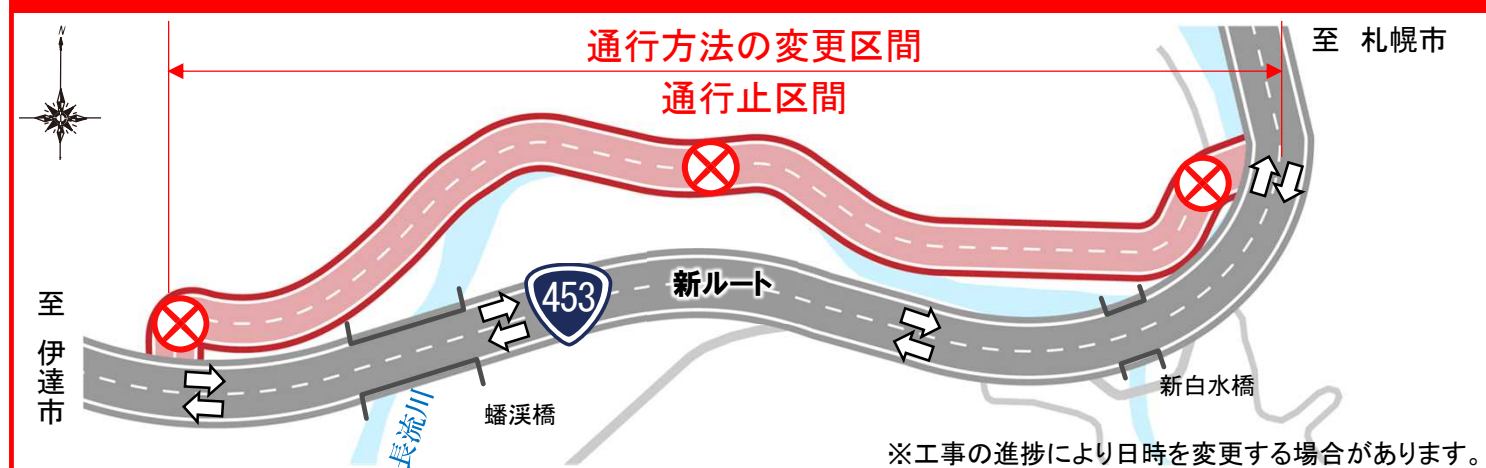 N
通行方法の変更区間
通行止区間
至 札幌市
453
新ルート
至 伊達市
蟠渓橋
長流川
新白水橋
※工事の進捗により日時を変更する場合があります。